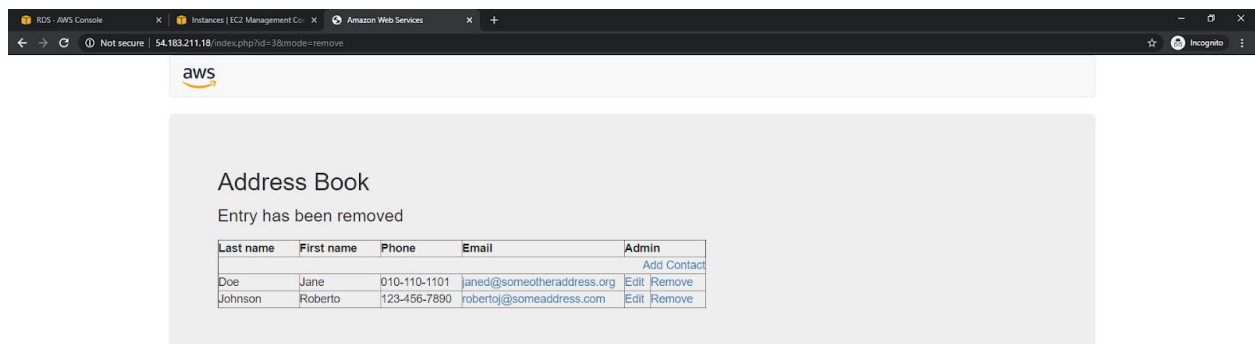 RDS · AWS Console
Instances | EC2 Management Con
Amazon Web Services
Not secure | 54.183.211.18/index.php?id=3&mode=remove
Incognito
aws
Address Book
Entry has been removed
Last name First name Phone Email Admin
Add Contact
Doe Jane 010-110-1101 janed@someotheraddress.org Edit Remove
Johnson Roberto 123-456-7890 robertoj@someaddress.com Edit Remove